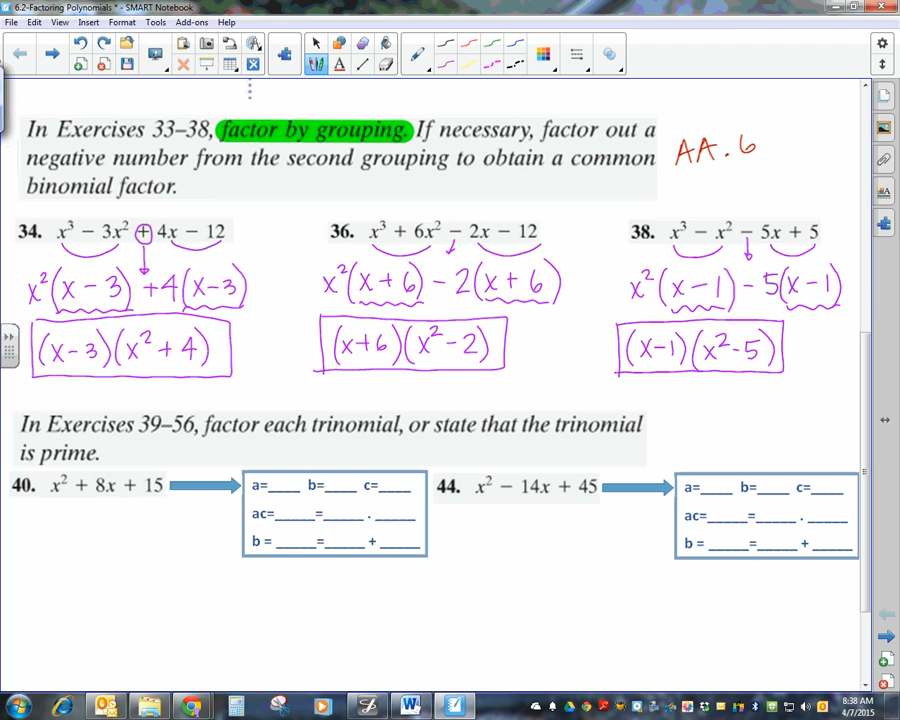 6.2-Factoring Polynomials * - SMART Notebook
File Edit View Insert Format Tools Add-ons Help
In Exercises 33–38, factor by grouping. If necessary, factor out a
negative number from the second grouping to obtain a common
binomial factor.
AA.6
34. x³ − 3x² + 4x − 12
36. x³ + 6x² − 2x − 12
38. x³ − x² − 5x + 5
x²(x − 3) +4(x−3)
x²(x + 6) − 2(x + 6)
x²(x − 1) − 5(x − 1)
(x−3)(x² + 4)
(x+6)(x² − 2)
(x−1)(x² − 5)
In Exercises 39–56, factor each trinomial, or state that the trinomial
is prime.
40. x² + 8x + 15
a=____ b=____ c=____
ac=_____=_____ . _____
b = _____=_____ + _____
44. x² − 14x + 45
a=____ b=____ c=____
ac=_____=_____ . _____
b = _____=_____ + _____
8:38 AM
4/7/2015